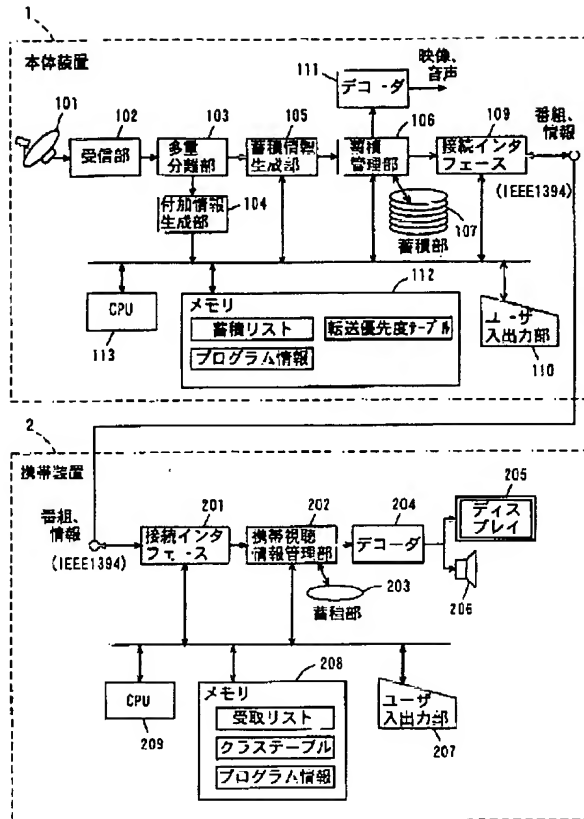 1
本体装置
101
102
受信部
103
多重
分離部
105
蓄積情報
生成部
111
デコーダ
映像、
音声
106
蓄積
管理部
109
接続インタ
フェース
番組、
情報
(IEEE1394)
付加情報
生成部
104
107
蓄積部
CPU
113
112
メモリ
蓄積リスト
転送優先度テーブル
プログラム情報
ユーザ
入出力部
110
2
携帯装置
番組、
情報
(IEEE1394)
201
接続インタ
フェース
202
携帯視聴
情報管理部
204
デコーダ
205
ディス
プレイ
206
203
蓄積部
CPU
209
208
メモリ
受取リスト
クラステーブル
プログラム情報
ユーザ
入出力部
207